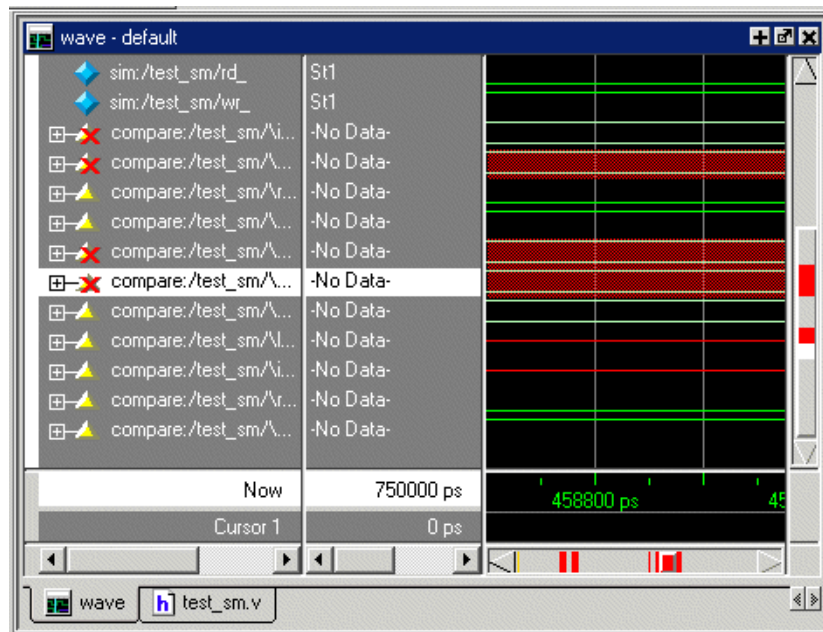 wave - default
sim:/test_sm/rd_ St1
sim:/test_sm/wr_ St1
compare:/test_sm/\i... -No Data-
compare:/test_sm/\... -No Data-
compare:/test_sm/\r... -No Data-
compare:/test_sm/\... -No Data-
compare:/test_sm/\... -No Data-
compare:/test_sm/\... -No Data-
compare:/test_sm/\... -No Data-
compare:/test_sm/\l... -No Data-
compare:/test_sm/\i... -No Data-
compare:/test_sm/\r... -No Data-
compare:/test_sm/\... -No Data-
Now 750000 ps 458800 ps 45
Cursor 1 0 ps
wave h test_sm.v